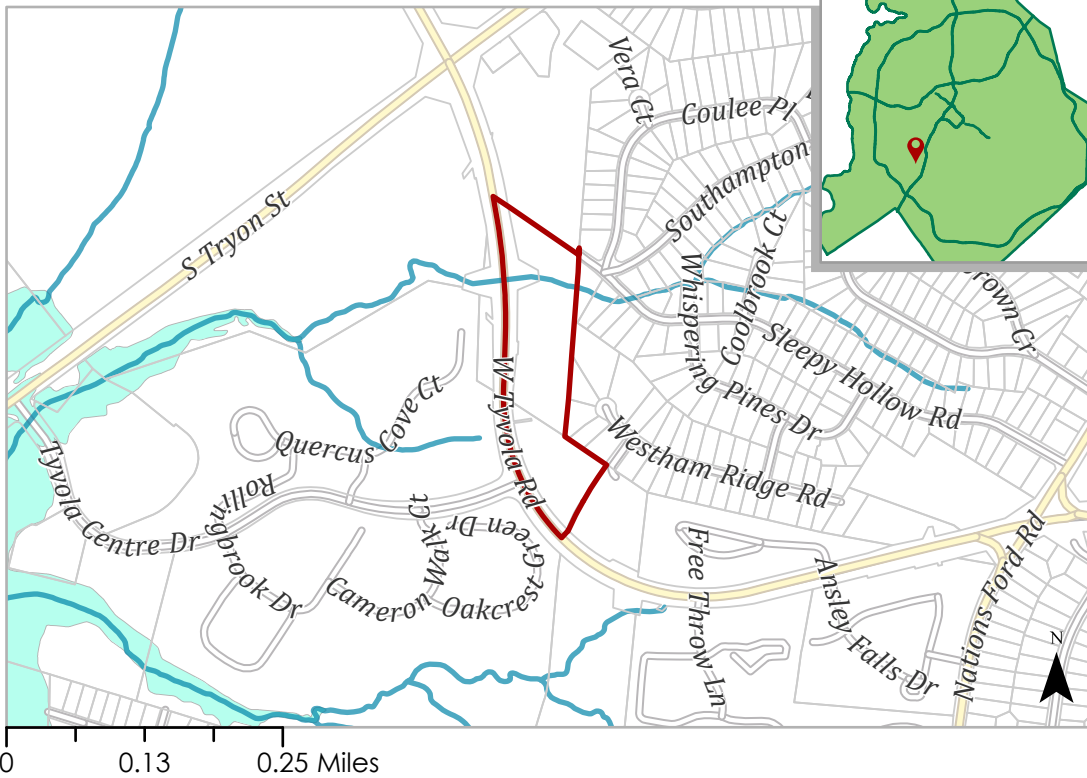 Vera Ct
Coulee Pl
Southampton
S Tryon St
Whispering Pines Dr
Coolbrook Ct
rown Cr
Sleepy Hollow Rd
W Tyvola Rd
Quercus Cove Ct
Westham Ridge Rd
Tyvola Centre Dr
Rollingbrook Dr
Cameron Walk Ct
Oakcrest Green Dr
Free Throw Ln
Ansley Falls Dr
Nations Ford Rd
N
0 0.13 0.25 Miles